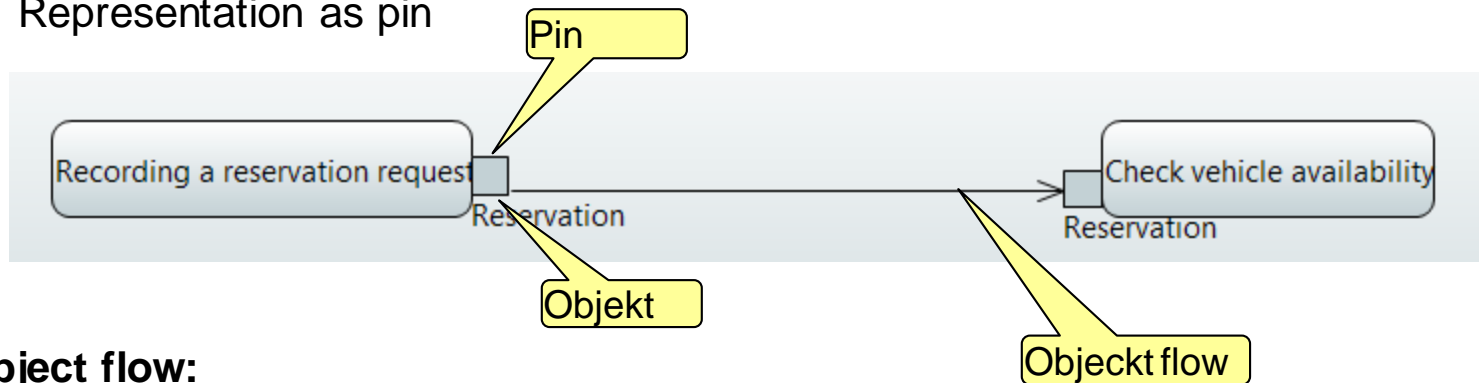 Representation as pin
Pin
Recording a reservation request
Check vehicle availability
Reservation
Reservation
Objekt
Objeckt flow
bject flow: